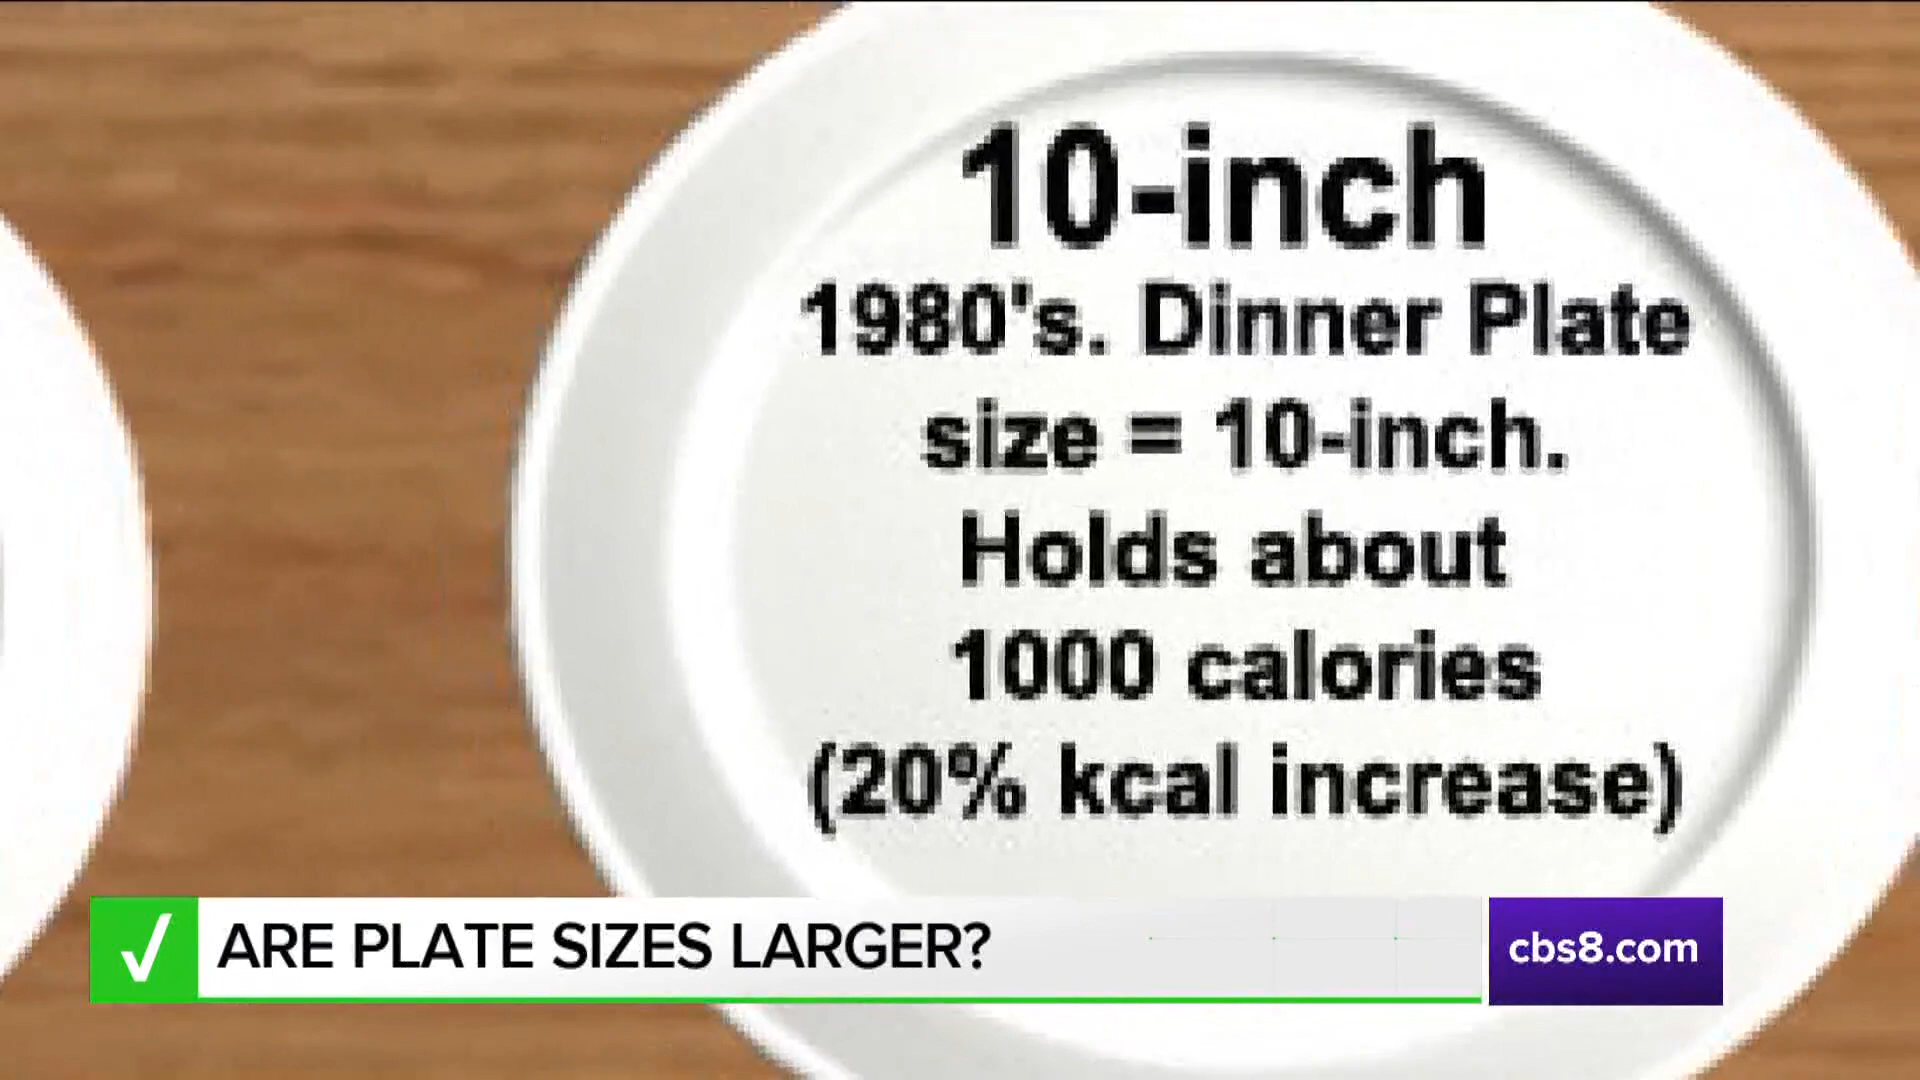 10-inch
1980's. Dinner Plate
size = 10-inch.
Holds about
1000 calories
(20% kcal increase)
ARE PLATE SIZES LARGER?
cbs8.com